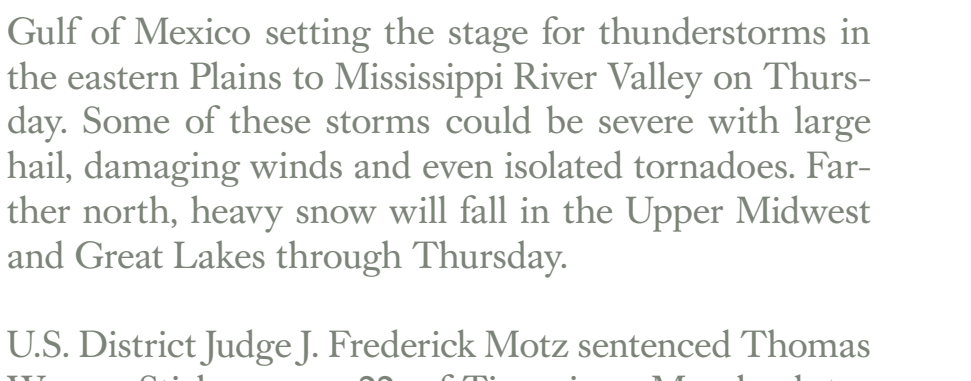 Gulf of Mexico setting the stage for thunderstorms in
the eastern Plains to Mississippi River Valley on Thurs-
day. Some of these storms could be severe with large
hail, damaging winds and even isolated tornadoes. Far-
ther north, heavy snow will fall in the Upper Midwest
and Great Lakes through Thursday.
U.S. District Judge J. Frederick Motz sentenced Thomas